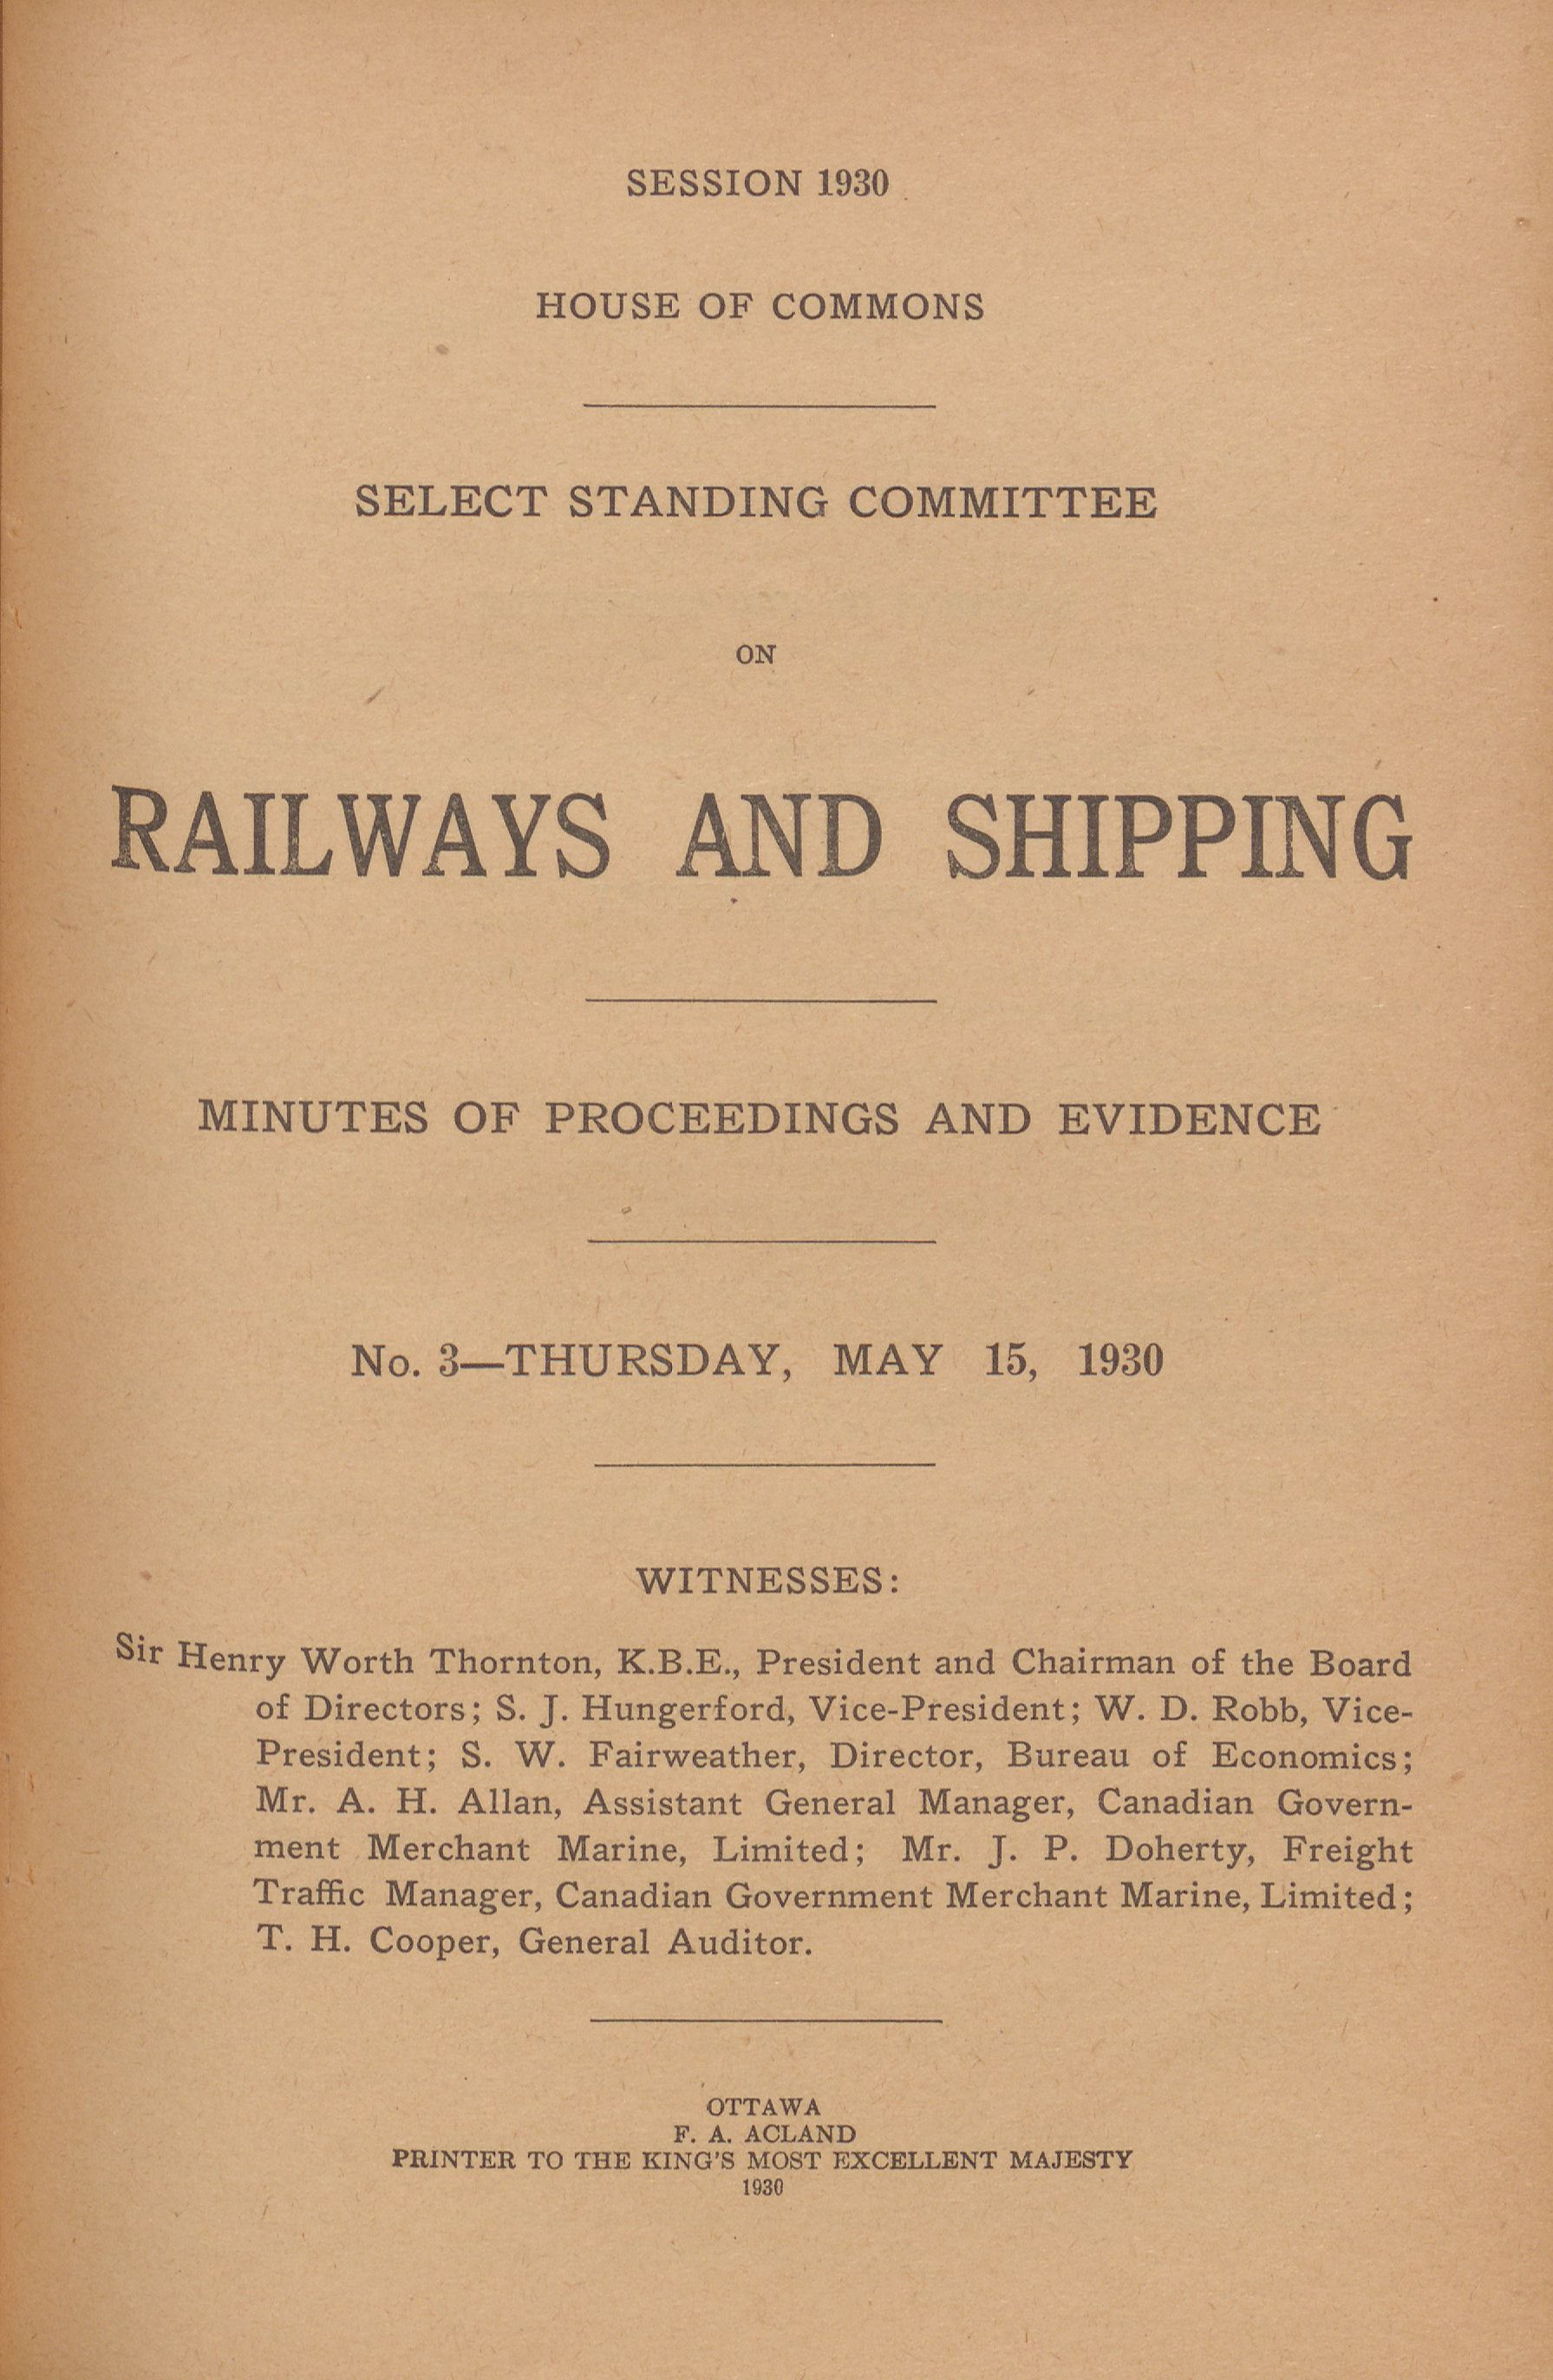 SESSION 1930
HOUSE OF COMMONS
SELECT STANDING COMMITTEE
ON
RAILWAYS AND SHIPPING
MINUTES OF PROCEEDINGS AND EVIDENCE
No. 3—THURSDAY, MAY 15, 1930
WITNESSES:
Sir Henry Worth Thornton, K.B.E., President and Chairman of the Board
of Directors; S. J. Hungerford, Vice-President; W. D. Robb, Vice-
President; S. W. Fairweather, Director, Bureau of Economics;
Mr. A. H. Allan, Assistant General Manager, Canadian Govern-
ment Merchant Marine, Limited; Mr. J. P. Doherty, Freight
Traffic Manager, Canadian Government Merchant Marine, Limited;
T. H. Cooper, General Auditor.
OTTAWA
F. A. ACLAND
PRINTER TO THE KING'S MOST EXCELLENT MAJESTY
1930